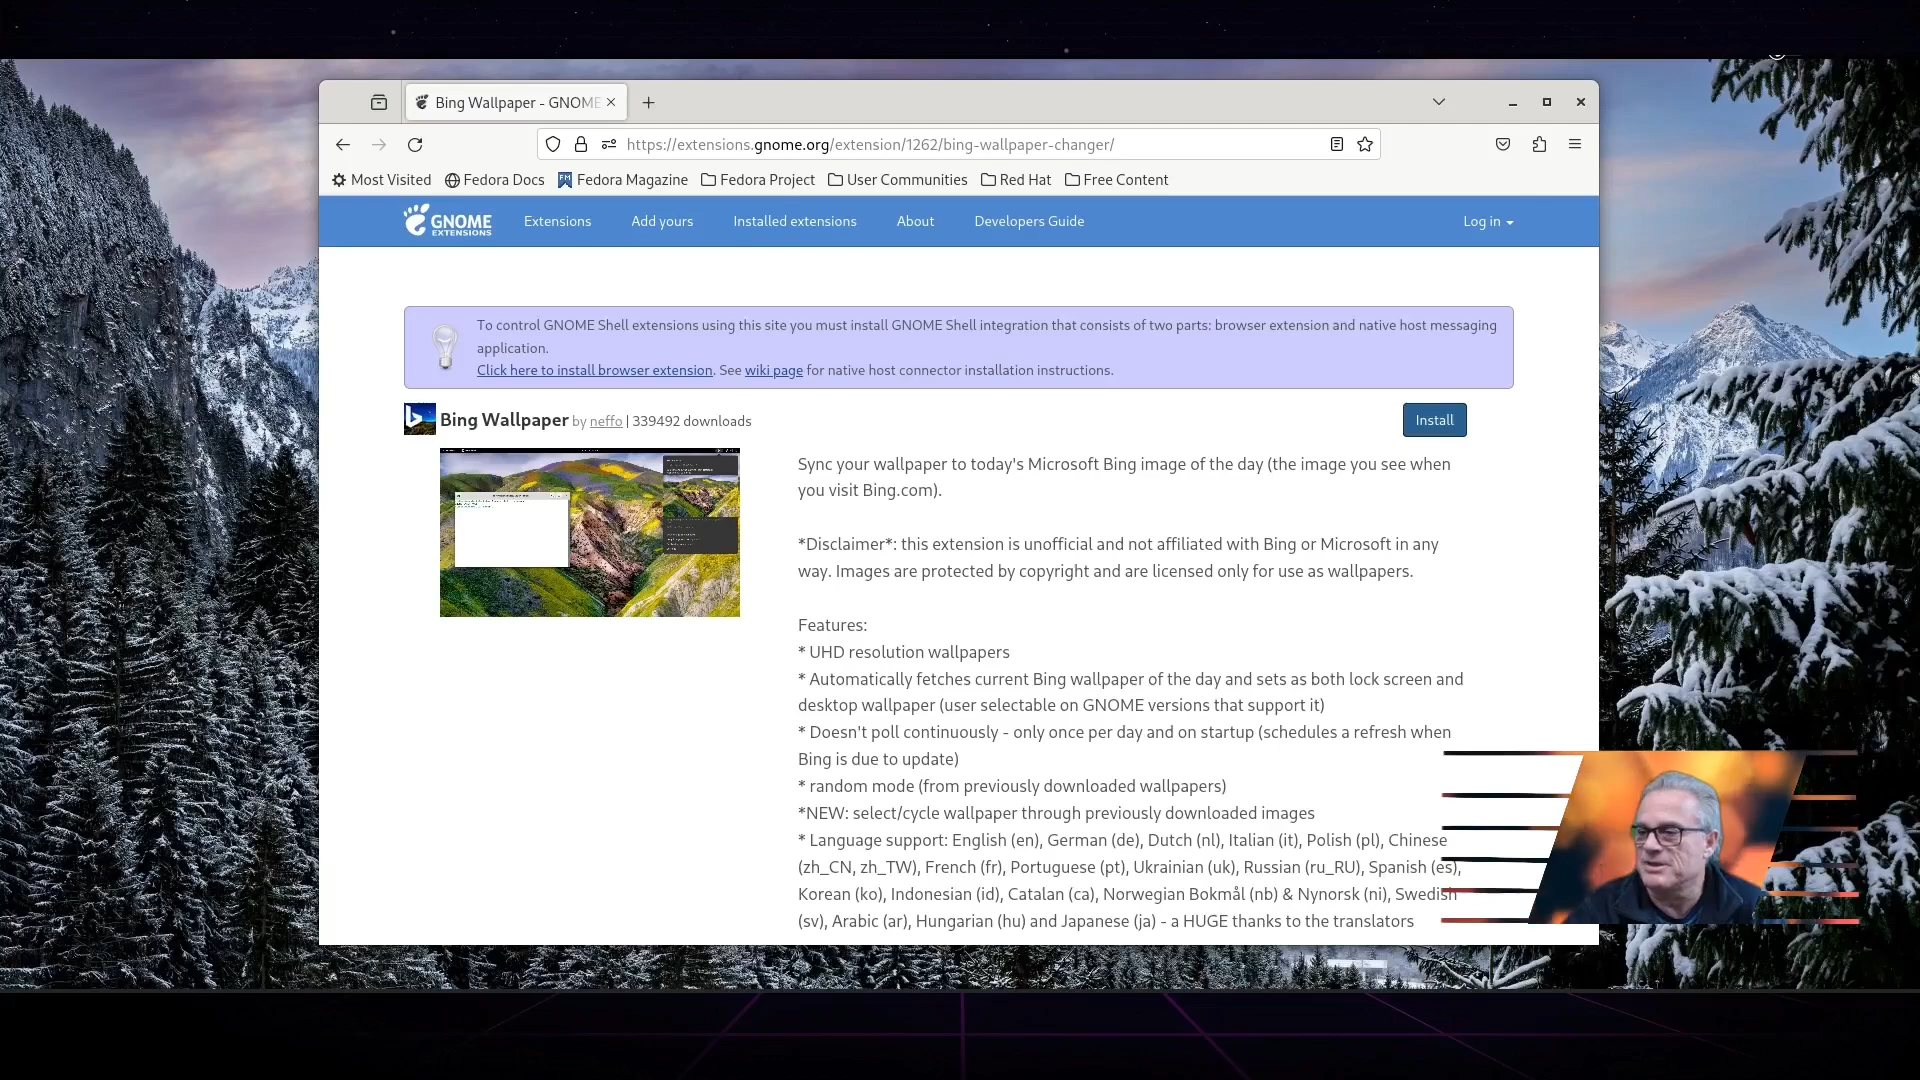 Bing Wallpaper - GNOME
https://extensions.gnome.org/extension/1262/bing-wallpaper-changer/
Most Visited Fedora Docs Fedora Magazine Fedora Project User Communities Red Hat Free Content
GNOME EXTENSIONS Extensions Add yours Installed extensions About Developers Guide Log in
To control GNOME Shell extensions using this site you must install GNOME Shell integration that consists of two parts: browser extension and native host messaging
application.
Click here to install browser extension. See wiki page for native host connector installation instructions.
Bing Wallpaper by neffo | 339492 downloads Install
Sync your wallpaper to today's Microsoft Bing image of the day (the image you see when
you visit Bing.com).
*Disclaimer*: this extension is unofficial and not affiliated with Bing or Microsoft in any
way. Images are protected by copyright and are licensed only for use as wallpapers.
Features:
* UHD resolution wallpapers
* Automatically fetches current Bing wallpaper of the day and sets as both lock screen and
desktop wallpaper (user selectable on GNOME versions that support it)
* Doesn't poll continuously - only once per day and on startup (schedules a refresh when
Bing is due to update)
* random mode (from previously downloaded wallpapers)
*NEW: select/cycle wallpaper through previously downloaded images
* Language support: English (en), German (de), Dutch (nl), Italian (it), Polish (pl), Chinese
(zh_CN, zh_TW), French (fr), Portuguese (pt), Ukrainian (uk), Russian (ru_RU), Spanish (es),
Korean (ko), Indonesian (id), Catalan (ca), Norwegian Bokmål (nb) & Nynorsk (ni), Swedish
(sv), Arabic (ar), Hungarian (hu) and Japanese (ja) - a HUGE thanks to the translators